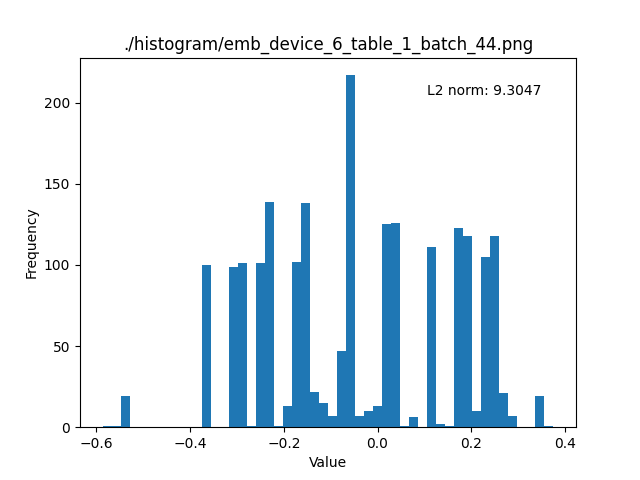 ./histogram/emb_device_6_table_1_batch_44.png
L2 norm: 9.3047
200
150
100
50
0
Frequency
−0.6 −0.4 −0.2 0.0 0.2 0.4
Value